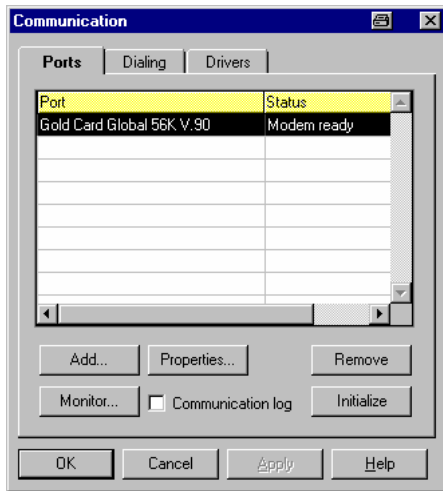 Communication
Ports Dialing Drivers
Port Status
Gold Card Global 56K V.90 Modem ready
Add... Properties... Remove
Monitor... Communication log Initialize
OK Cancel Apply Help